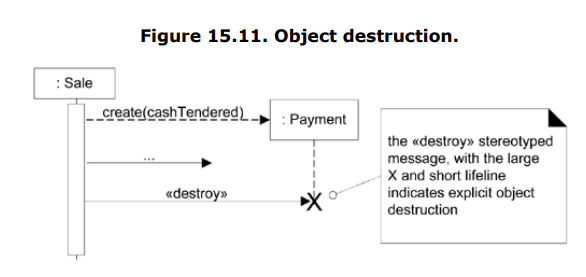 Figure 15.11. Object destruction.
: Sale
create(cashTendered)
: Payment
...
«destroy»
X
the «destroy» stereotyped
message, with the large
X and short lifeline
indicates explicit object
destruction